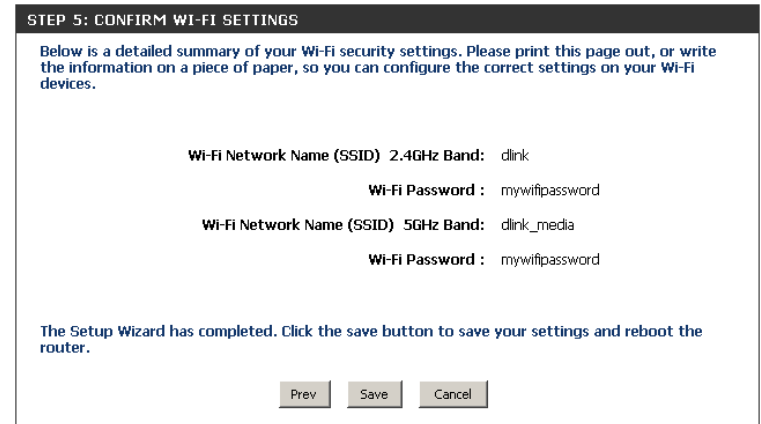 STEP 5: CONFIRM WI-FI SETTINGS
Below is a detailed summary of your Wi-Fi security settings. Please print this page out, or write
the information on a piece of paper, so you can configure the correct settings on your Wi-Fi
devices.
Wi-Fi Network Name (SSID) 2.4GHz Band: dlink
Wi-Fi Password : mywifipassword
Wi-Fi Network Name (SSID) 5GHz Band: dlink_media
Wi-Fi Password : mywifipassword
The Setup Wizard has completed. Click the save button to save your settings and reboot the
router.
Prev Save Cancel